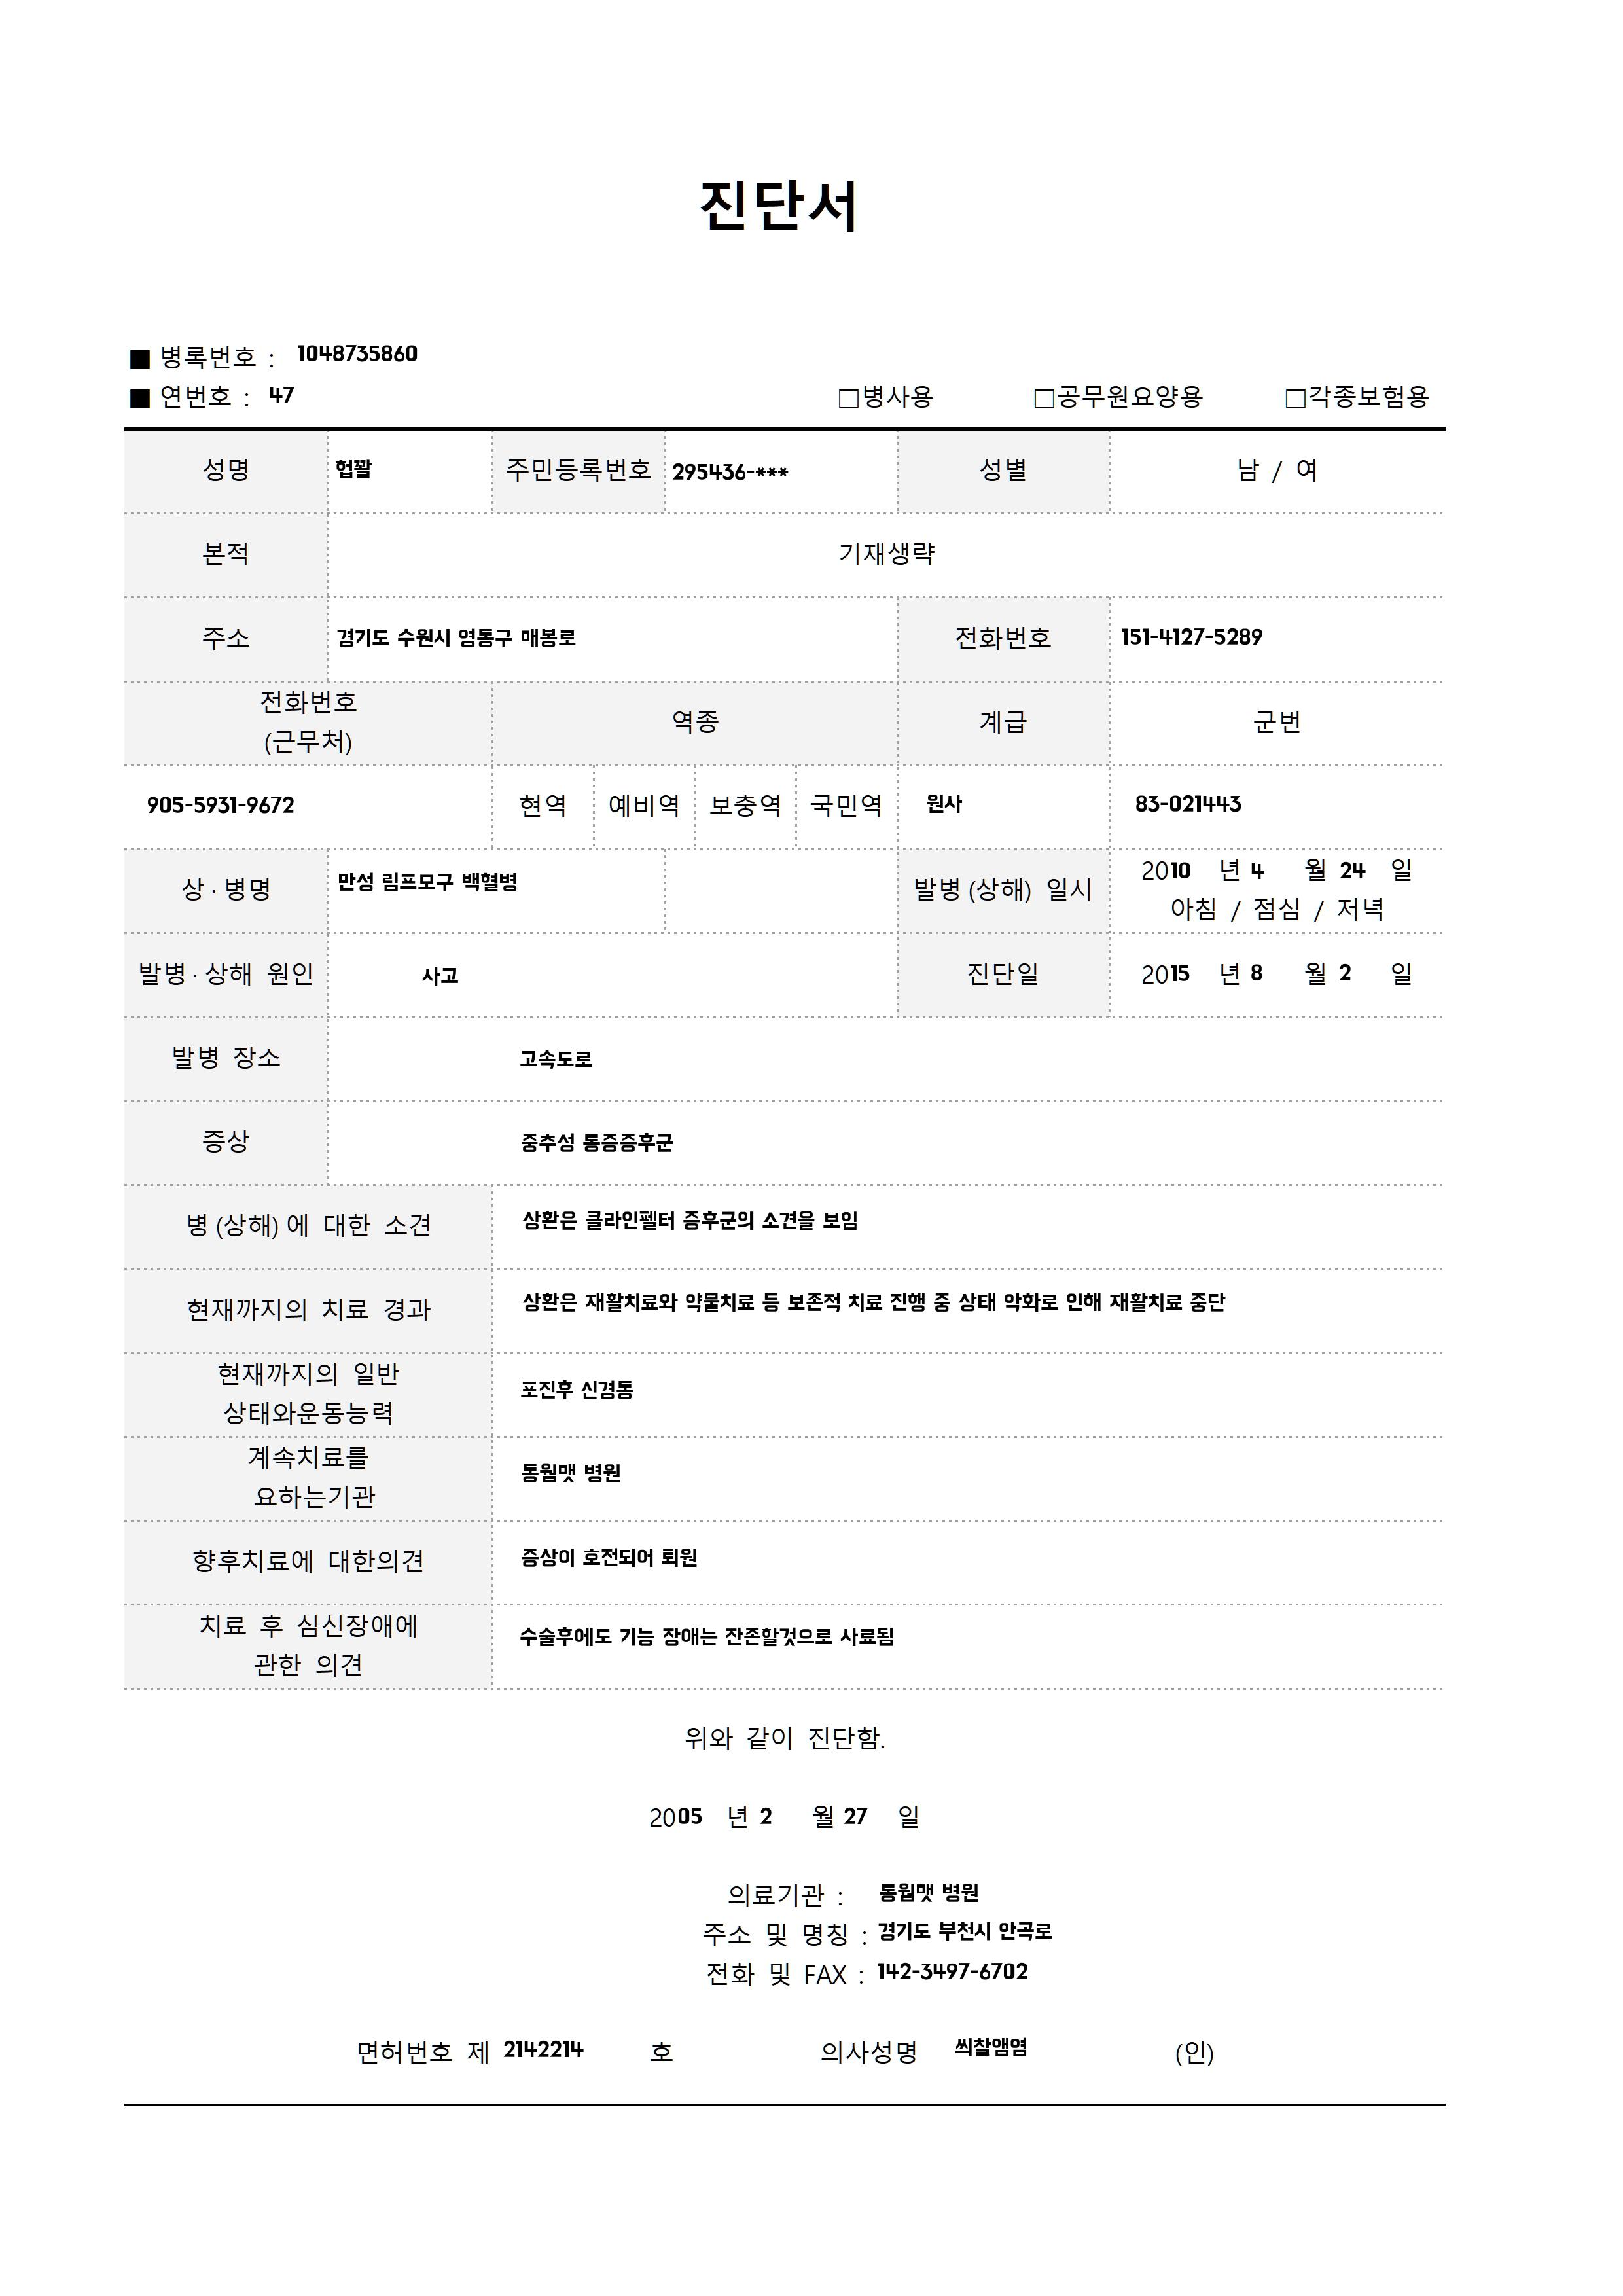 진단서
■ 병록번호 : 1048735860
■ 연번호 : 47 □병사용 □공무원요양용 □각종보험용
성명 헙꽐 주민등록번호 295436-*** 성별 남 / 여
본적 기재생략
주소 경기도 수원시 영통구 매봉로 전화번호 151-4127-5289
전화번호
(근무처) 역종 계급 군번
905-5931-9672 현역 예비역 보충역 국민역 원사 83-021443
상·병명 만성 림프모구 백혈병 발병(상해) 일시 2010 년 4 월 24 일
아침 / 점심 / 저녁
발병·상해 원인 사고 진단일 2015 년 8 월 2 일
발병 장소 고속도로
증상 중추성 통증증후군
병(상해)에 대한 소견 상환은 클라인펠터 증후군의 소견을 보임
현재까지의 치료 경과 상환은 재활치료와 약물치료 등 보존적 치료 진행 중 상태 악화로 인해 재활치료 중단
현재까지의 일반
상태와운동능력 포진후 신경통
계속치료를
요하는기관 통웜맷 병원
향후치료에 대한의견 증상이 호전되어 퇴원
치료 후 심신장애에
관한 의견 수술후에도 기능 장애는 잔존할것으로 사료됨
위와 같이 진단함.
2005 년 2 월 27 일
의료기관 : 통웜맷 병원
주소 및 명칭 : 경기도 부천시 안곡로
전화 및 FAX : 142-3497-6702
면허번호 제 2142214 호 의사성명 씌찰앰염 (인)